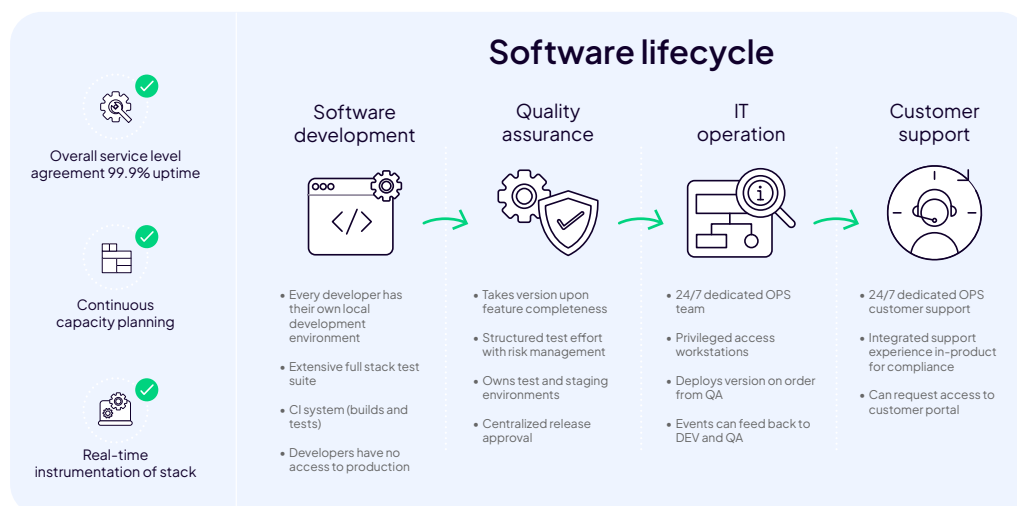 Software lifecycle
Overall service level
agreement 99.9% uptime
Continuous
capacity planning
Real-time
instrumentation of stack
Software
development
</>
• Every developer has
their own local
development
environment
• Extensive full stack test
suite
• CI system (builds and
tests)
• Developers have no
access to production
Quality
assurance
• Takes version upon
feature completeness
• Structured test effort
with risk management
• Owns test and staging
environments
• Centralized release
approval
IT
operation
i
• 24/7 dedicated OPS
team
• Privileged access
workstations
• Deploys version on order
from QA
• Events can feed back to
DEV and QA
Customer
support
• 24/7 dedicated OPS
customer support
• Integrated support
experience in-product
for compliance
• Can request access to
customer portal